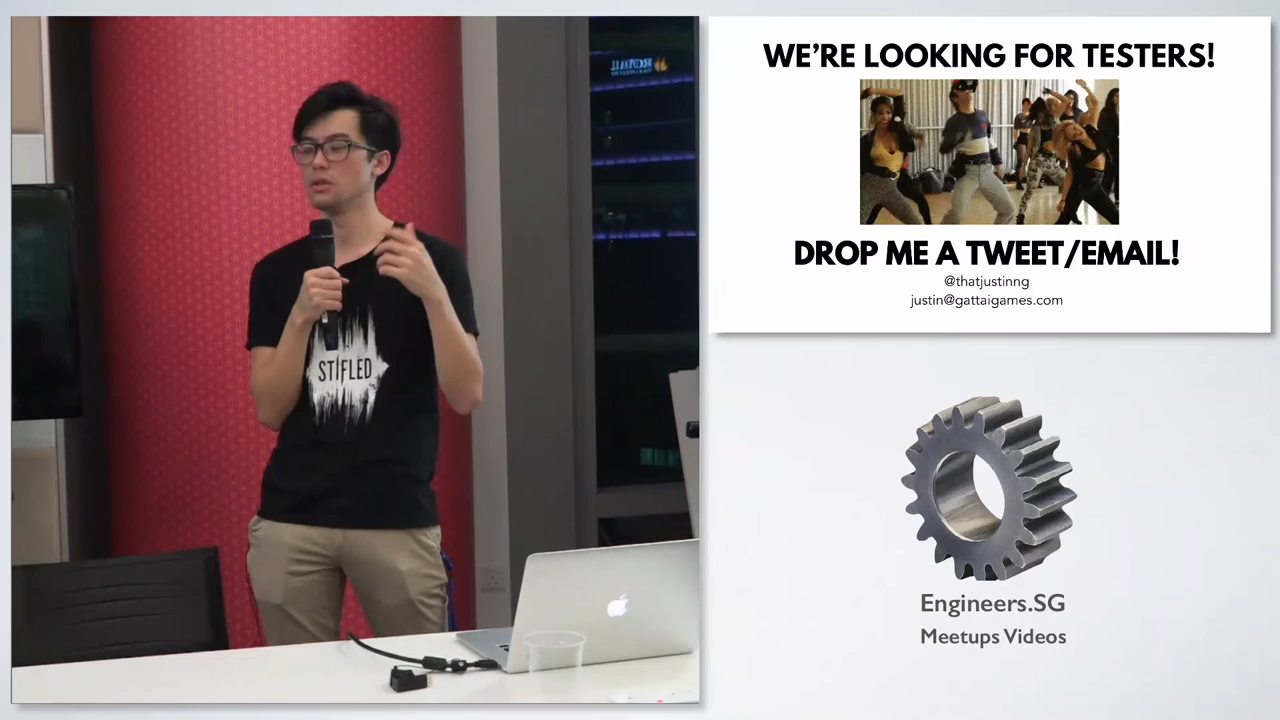 STIFLED
WE'RE LOOKING FOR TESTERS!
DROP ME A TWEET/EMAIL!
@thatjustinng
justin@gattaigames.com
Engineers.SG
Meetups Videos